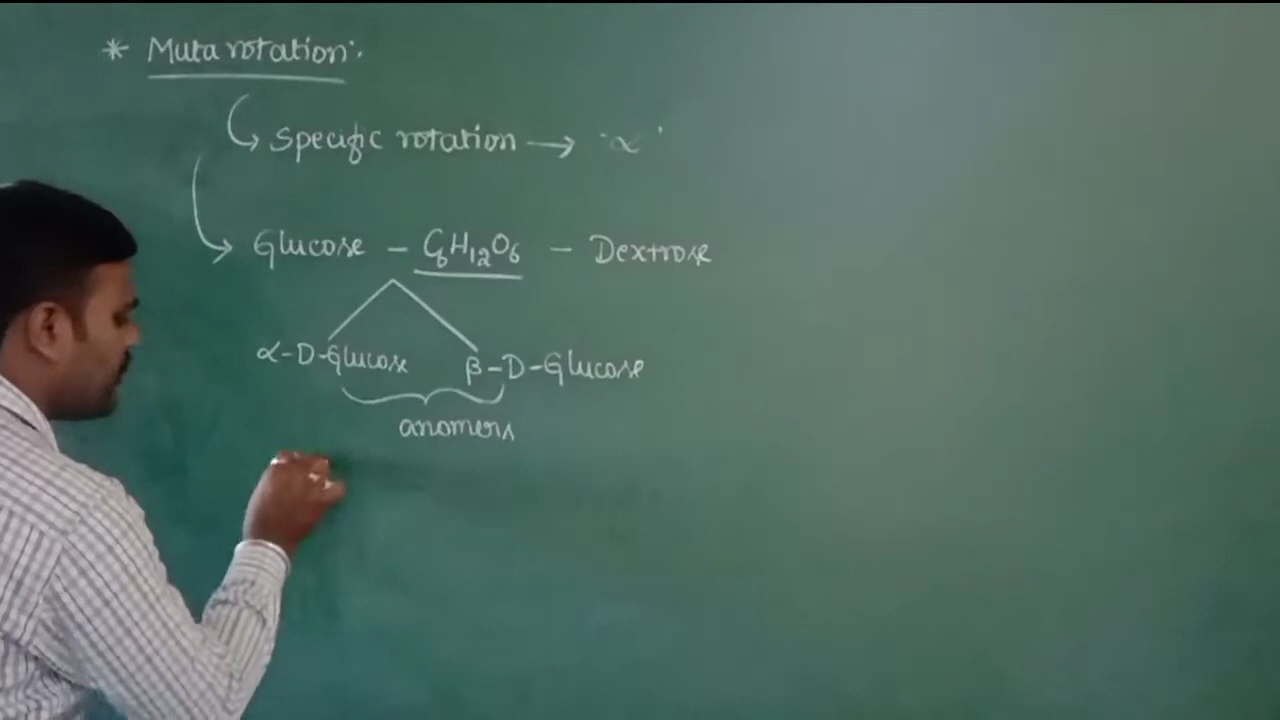 * Mutarotation:
Specific rotation → 'α'
Glucose – C6H12O6 – Dextrose
α-D-Glucose β-D-Glucose
anomers